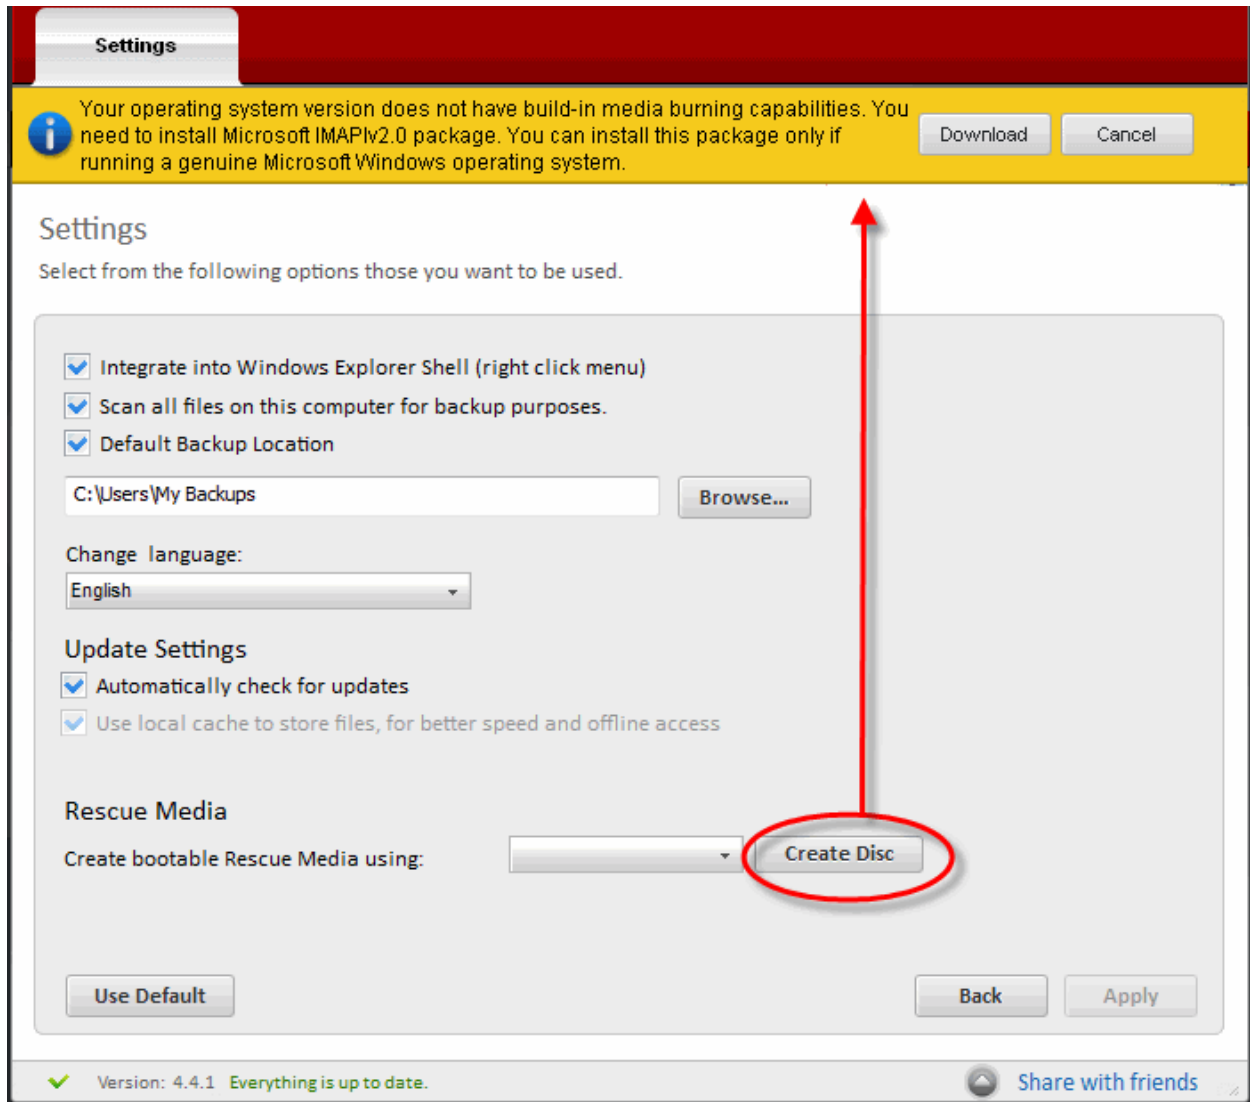 Settings
Your operating system version does not have build-in media burning capabilities. You
need to install Microsoft IMAPIv2.0 package. You can install this package only if
running a genuine Microsoft Windows operating system.
Download
Cancel
Settings
Select from the following options those you want to be used.
Integrate into Windows Explorer Shell (right click menu)
Scan all files on this computer for backup purposes.
Default Backup Location
C:\Users\My Backups
Browse...
Change language:
English
Update Settings
Automatically check for updates
Use local cache to store files, for better speed and offline access
Rescue Media
Create bootable Rescue Media using:
Create Disc
Use Default
Back
Apply
Version: 4.4.1 Everything is up to date.
Share with friends